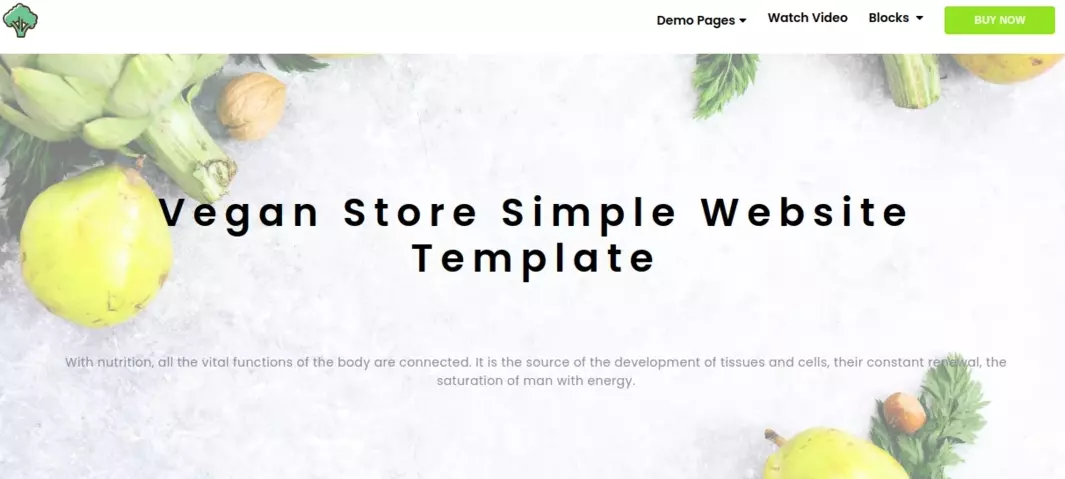 Demo Pages
Watch Video
Blocks
BUY NOW
Vegan Store Simple Website
Template
With nutrition, all the vital functions of the body are connected. It is the source of the development of tissues and cells, their constant renewal, the
saturation of man with energy.